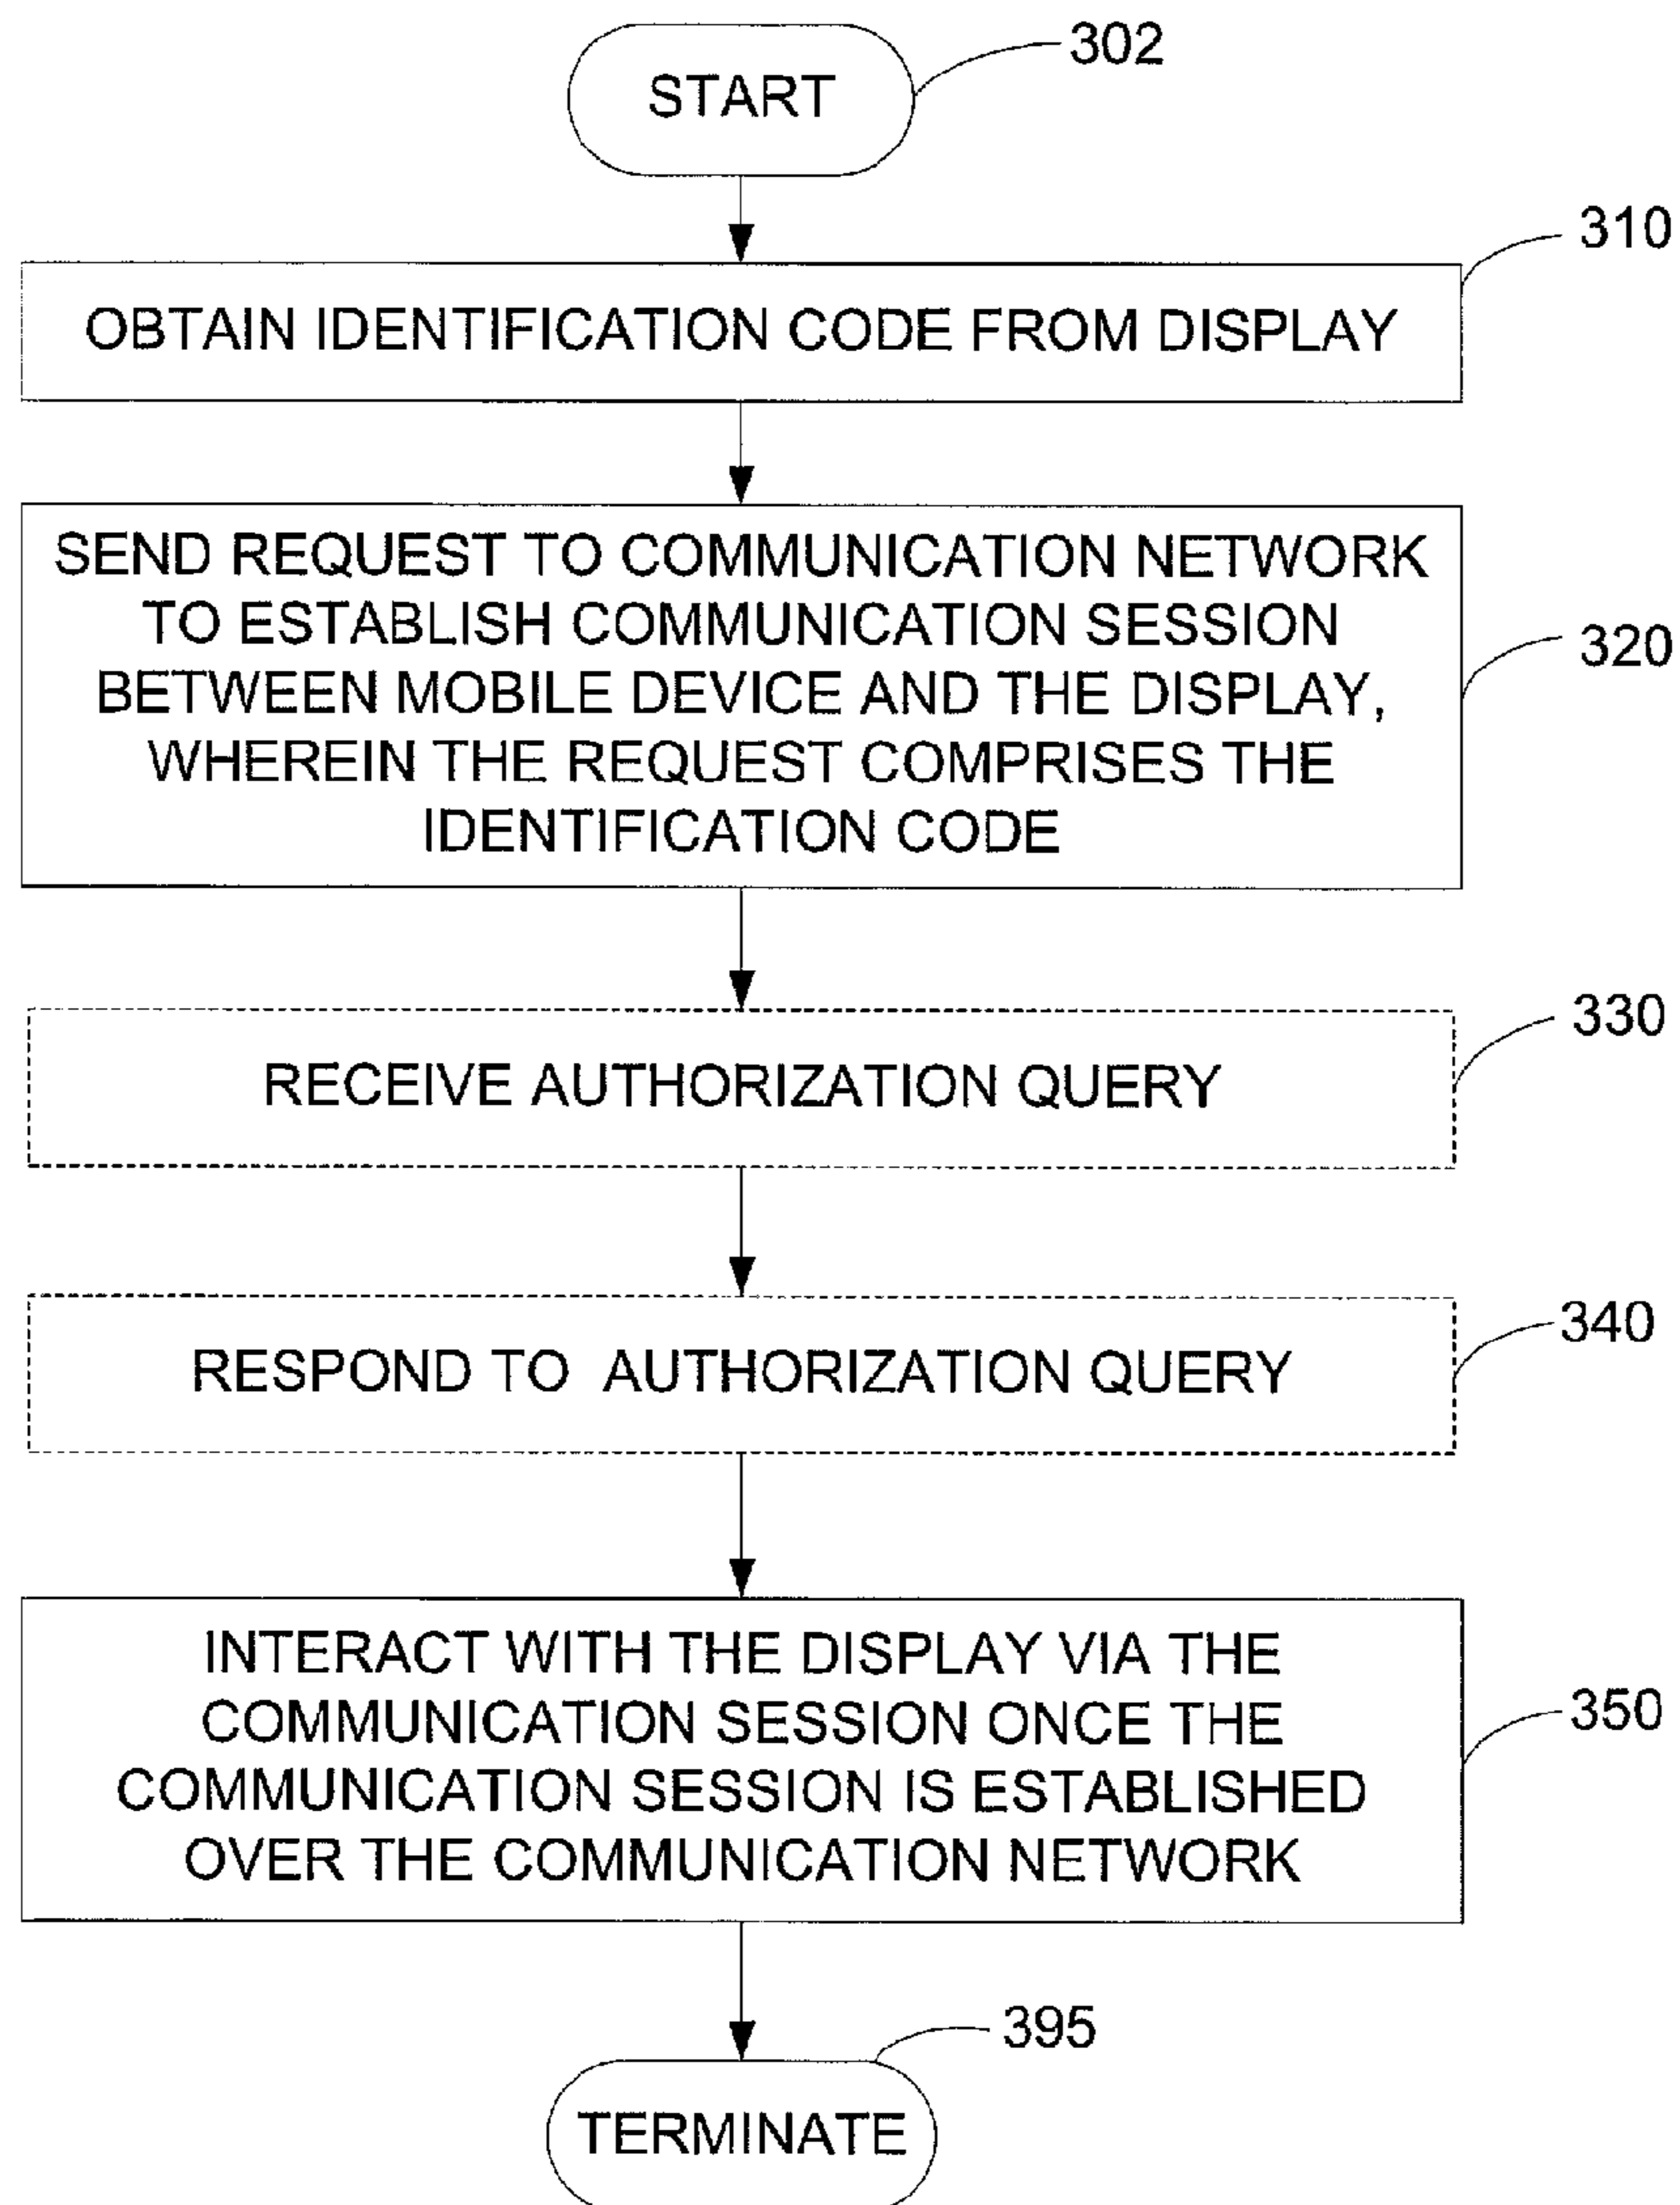 302
START
310
OBTAIN IDENTIFICATION CODE FROM DISPLAY
SEND REQUEST TO COMMUNICATION NETWORK
TO ESTABLISH COMMUNICATION SESSION
BETWEEN MOBILE DEVICE AND THE DISPLAY,
WHEREIN THE REQUEST COMPRISES THE
IDENTIFICATION CODE
320
330
RECEIVE AUTHORIZATION QUERY
340
RESPOND TO AUTHORIZATION QUERY
INTERACT WITH THE DISPLAY VIA THE
COMMUNICATION SESSION ONCE THE
COMMUNICATION SESSION IS ESTABLISHED
OVER THE COMMUNICATION NETWORK
350
395
TERMINATE